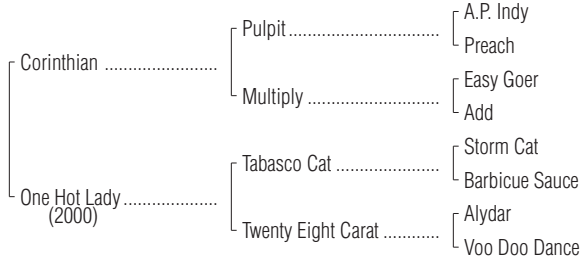 A.P. Indy
Pulpit
Preach
Corinthian
Easy Goer
Multiply
Add
Storm Cat
Tabasco Cat
Barbicue Sauce
One Hot Lady
(2000)
Alydar
Twenty Eight Carat
Voo Doo Dance